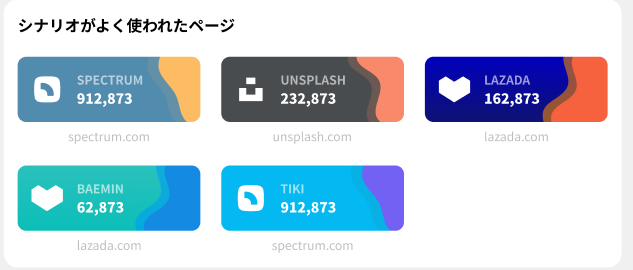 シナリオがよく使われたページ
SPECTRUM
912,873
spectrum.com
UNSPLASH
232,873
unsplash.com
LAZADA
162,873
lazada.com
BAEMIN
62,873
lazada.com
TIKI
912,873
spectrum.com